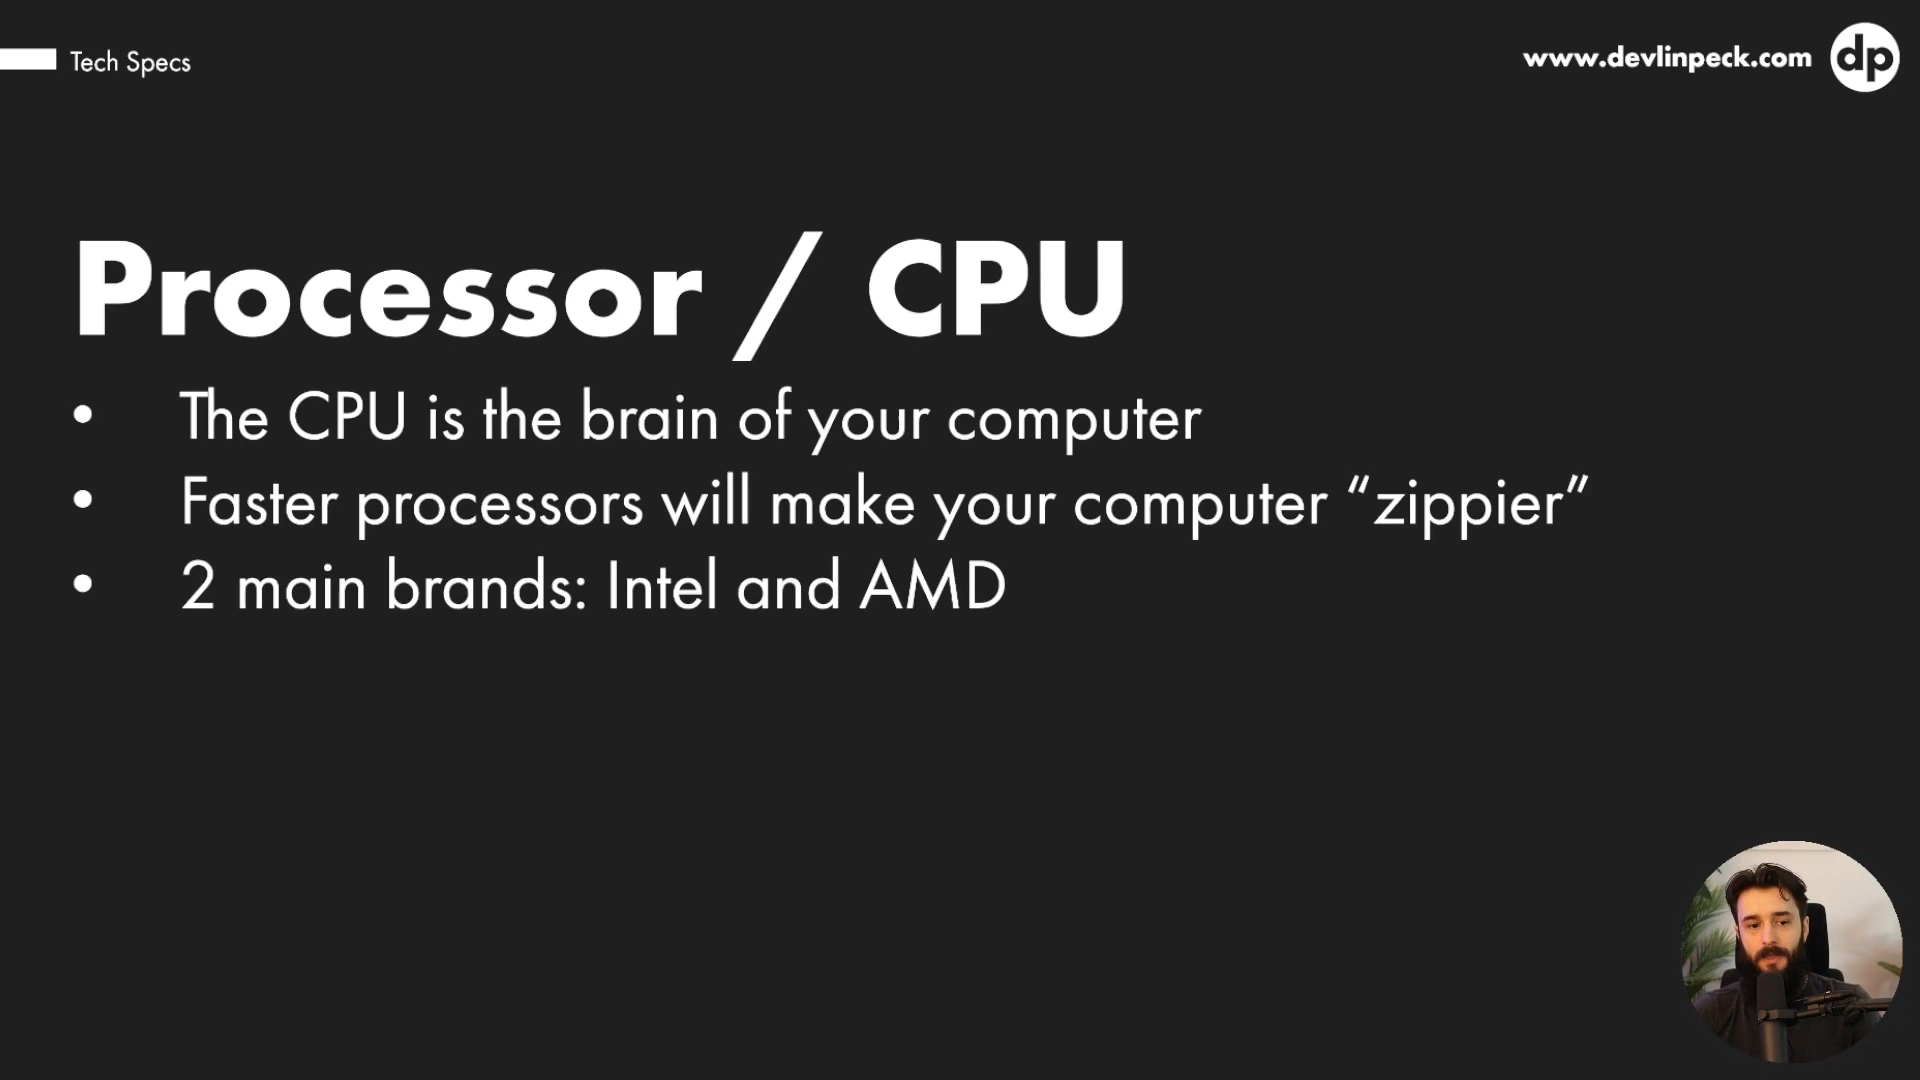 Tech Specs
www.devlinpeck.com dp
Processor / CPU
• The CPU is the brain of your computer
• Faster processors will make your computer “zippier”
• 2 main brands: Intel and AMD